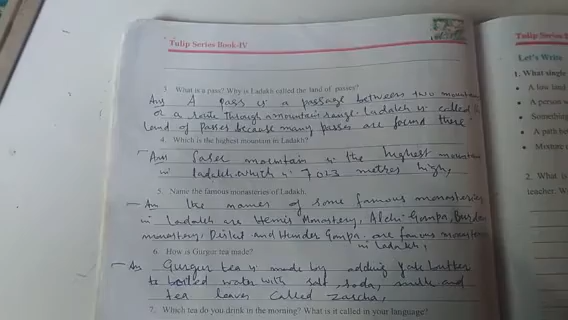 Tulip Series Book-IV
3. What is a pass? Why is Ladakh called the land of passes?
Ans A pass is a passage between two mountain
or a route through a mountain range. Ladakh is called
land of passes because many passes are found there
4. Which is the highest mountain in Ladakh?
Ans Saser mountain is the highest mountain
in ladakh which is 7023 metres high,
5. Name the famous monasteries of Ladakh.
Ans the names of some famous monasteries
in Ladakh are Hemis Monastery, Alchi Gompa,
monastery, and Hunder Gonpa, are famous
in ladakh,
6. How is Gurgur tea made?
Ans Gurgur tea is made by adding yak butter
to boiled water with salt, soda, milk and
tea leaves called zascha,
7. Which tea do you drink in the morning? What is it called in your language?
Tulip Series
Let's Write
1. What single
• A low land
• A person w
• Something
• A path be
• Mixture
2. What is
teacher. W